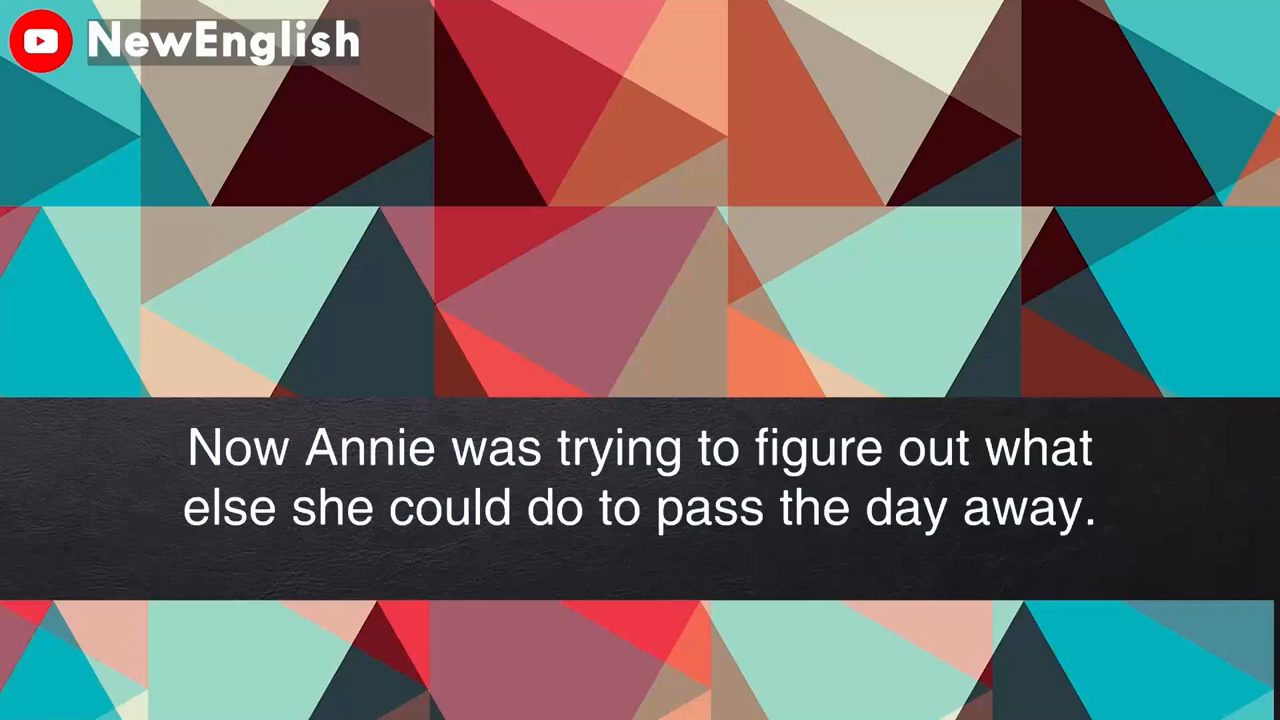 NewEnglish
Now Annie was trying to figure out what
else she could do to pass the day away.